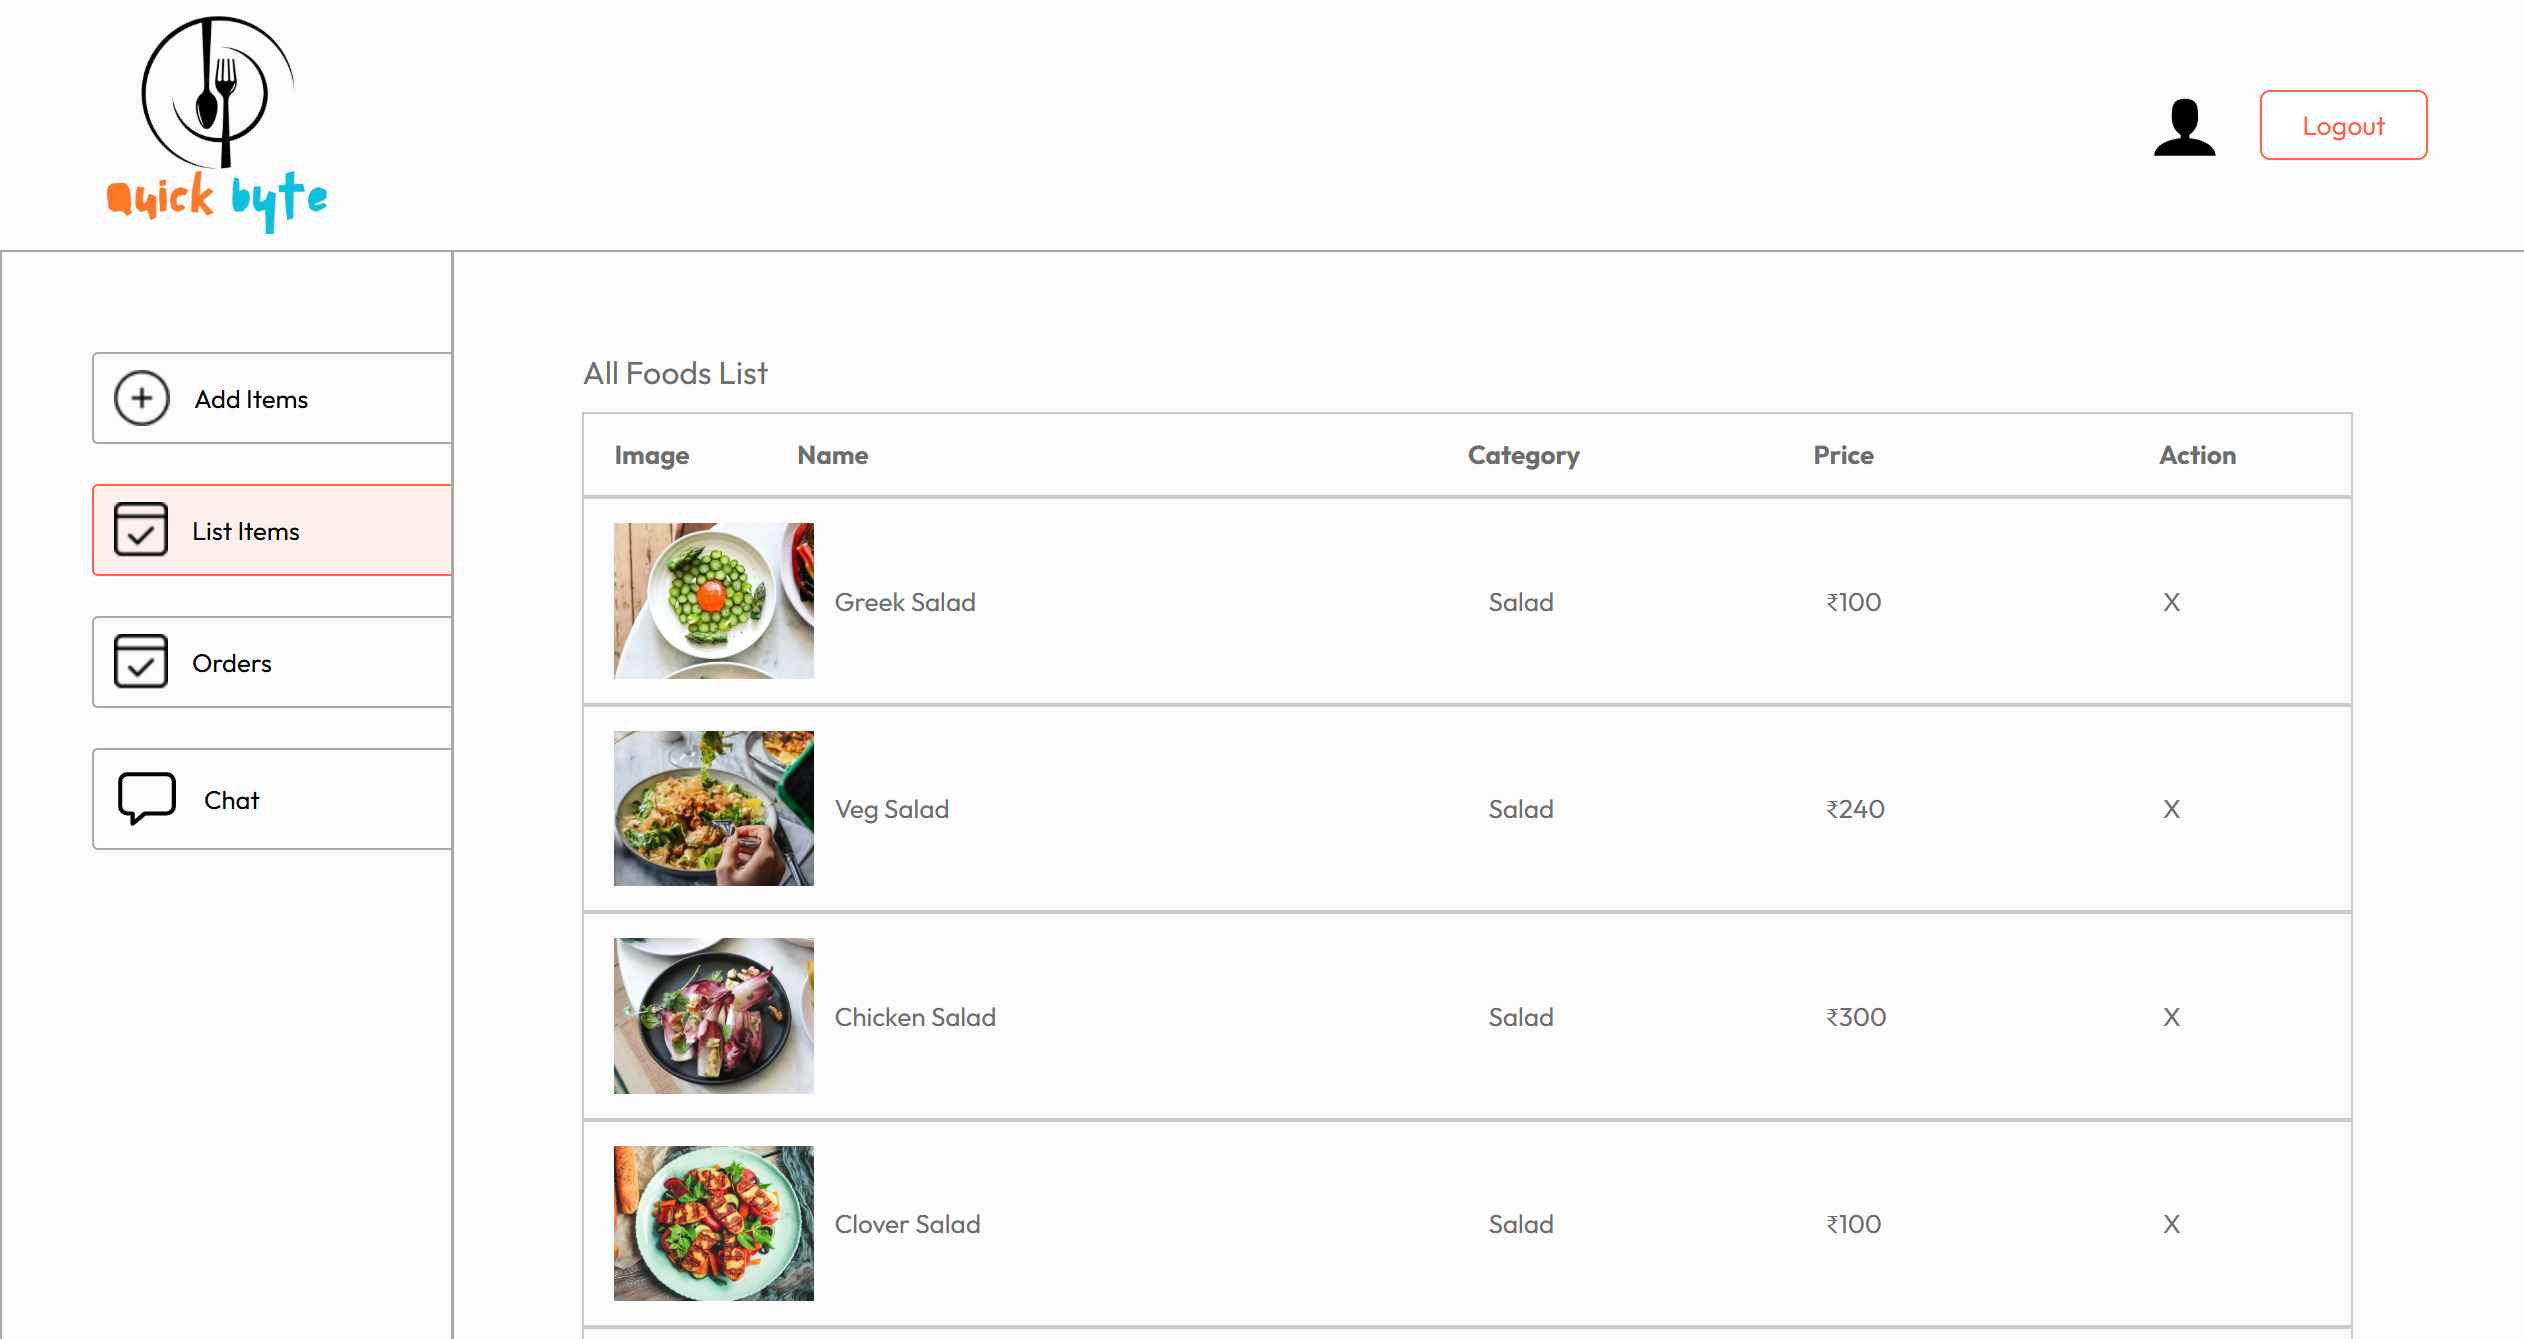 Quick byte
Logout
Add Items
List Items
Orders
Chat
All Foods List
Image Name Category Price Action
Greek Salad Salad ₹100 X
Veg Salad Salad ₹240 X
Chicken Salad Salad ₹300 X
Clover Salad Salad ₹100 X